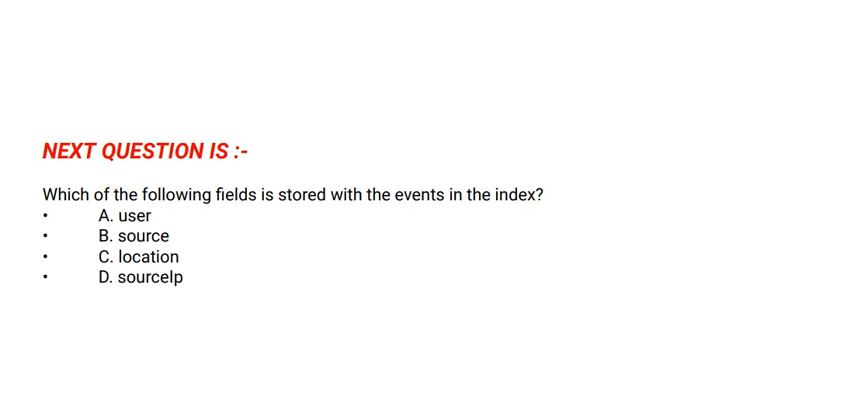 NEXT QUESTION IS :-
Which of the following fields is stored with the events in the index?
• A. user
• B. source
• C. location
• D. sourcelp